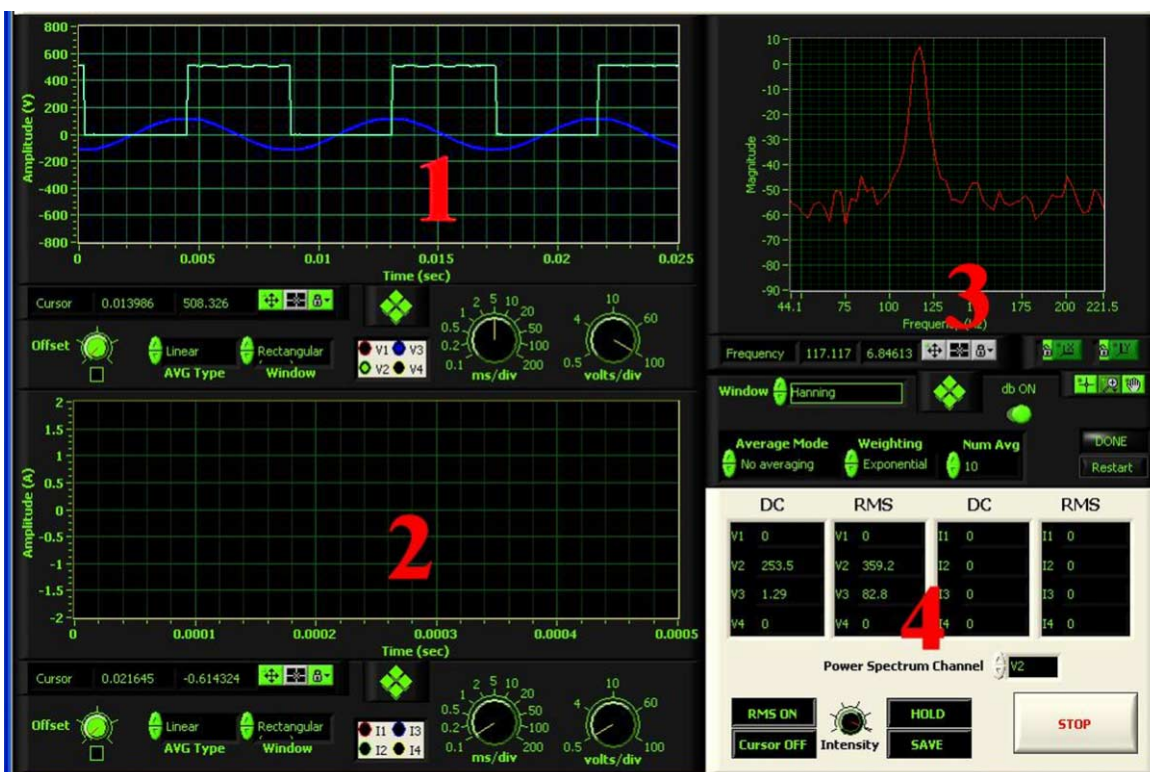 800
600
400
200
0
-200
-400
-600
-800
Amplitude (V)
0 0.005 0.01 0.015 0.02 0.025
Time (sec)
1
Cursor 0.013986 508.326
Offset
Linear
AVG Type
Rectangular
Window
V1 V3
V2 V4
0.1 0.2 0.5 1 2 5 10 20 50 100 200
ms/div
0.5 4 10 60 100
volts/div
2
1.5
1
0.5
0
-0.5
-1
-1.5
-2
Amplitude (A)
0 0.0001 0.0002 0.0003 0.0004 0.0005
Time (sec)
2
Cursor 0.021645 -0.614324
Offset
Linear
AVG Type
Rectangular
Window
I1 I3
I2 I4
0.1 0.2 0.5 1 2 5 10 20 50 100 200
ms/div
0.5 4 10 60 100
volts/div
10
0
-10
-20
-30
-40
-50
-60
-70
-80
-90
Magnitude
44.1 75 100 125 175 200 221.5
Frequency (Hz)
3
Frequency 117.117 6.84613
Window Hanning
db ON
Average Mode Weighting Num Avg
No averaging Exponential 10
DONE
Restart
DC RMS DC RMS
V1 0 V1 0 I1 0 I1 0
V2 253.5 V2 359.2 I2 0 I2 0
V3 1.29 V3 82.8 I3 0 I3 0
V4 0 V4 0 I4 0 I4 0
4
Power Spectrum Channel V2
RMS ON
HOLD
Cursor OFF
Intensity
SAVE
STOP